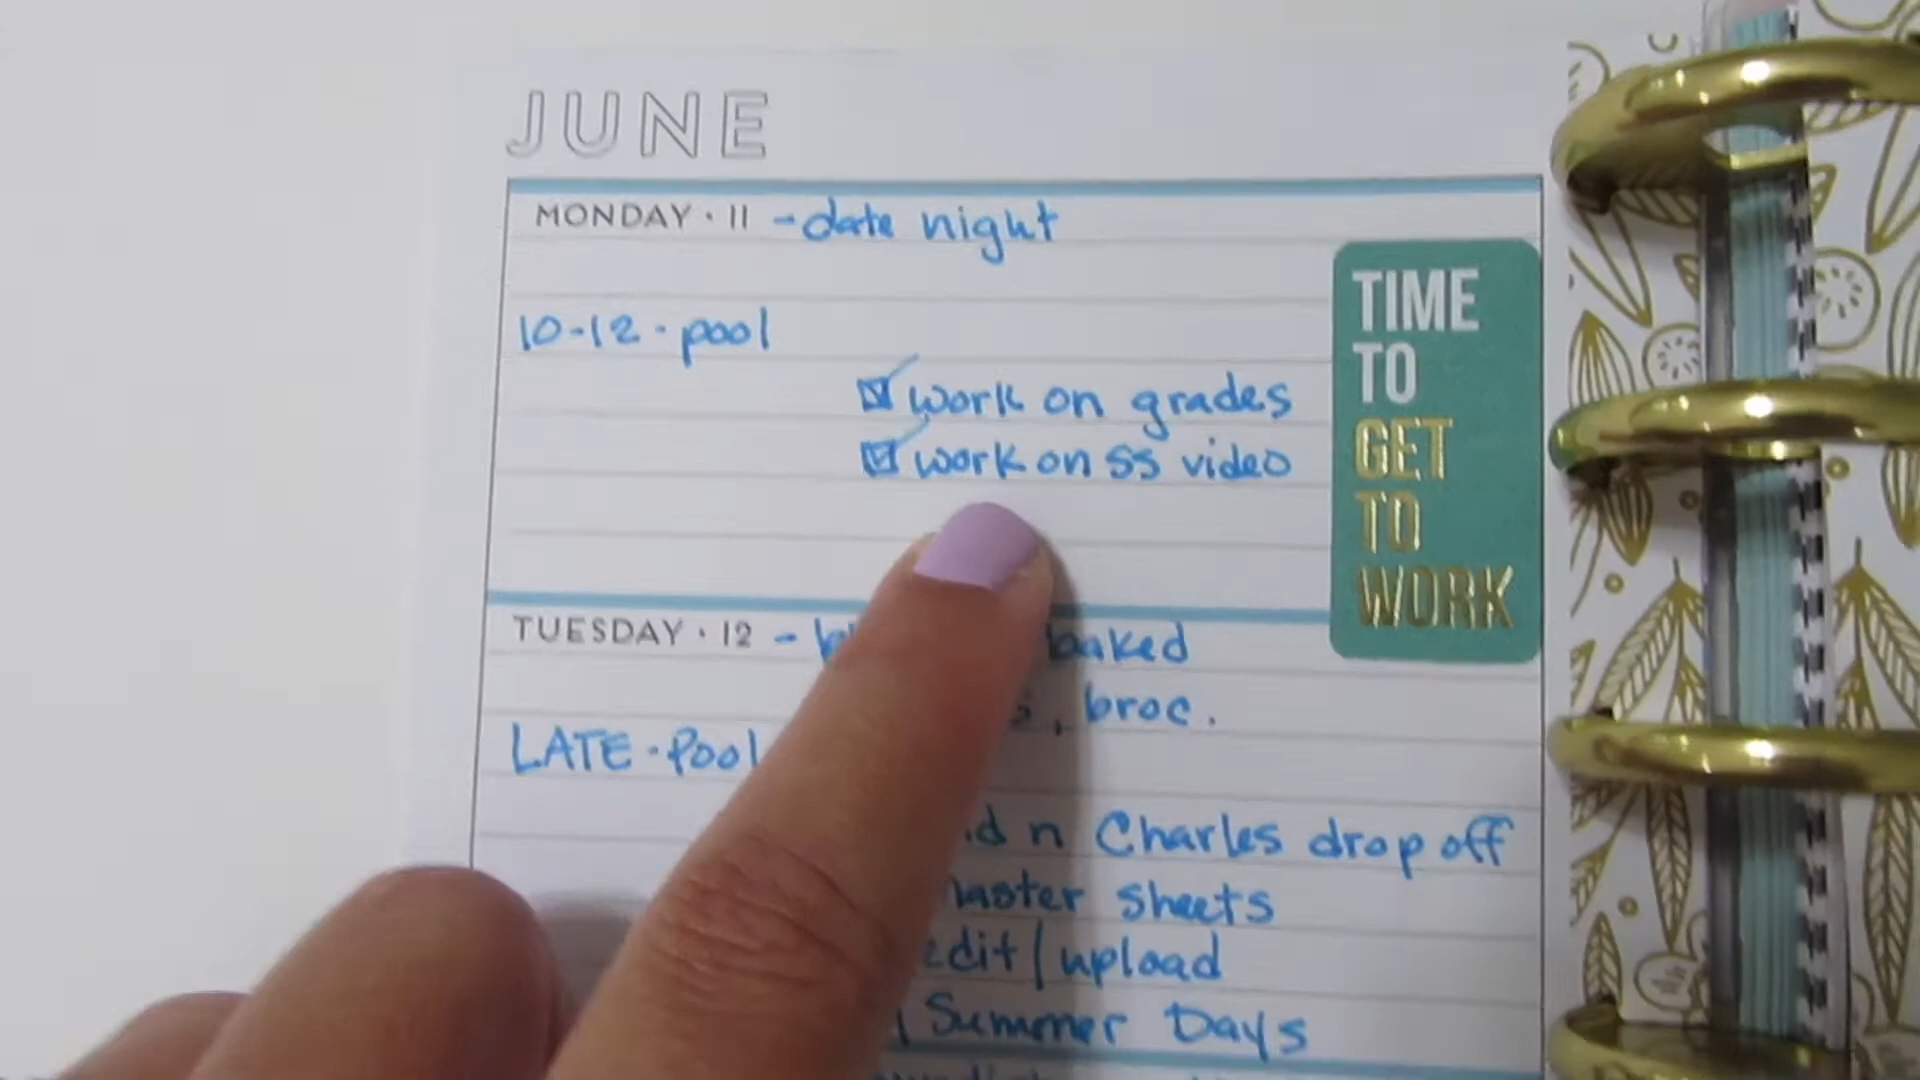 JUNE
MONDAY · 11 - date night
10-12 · pool
work on grades
work on SS video
TIME
TO
GET
TO
WORK
TUESDAY · 12 - baked
, broc.
LATE · Pool
n Charles drop off
sheets
edit/upload
Summer Days